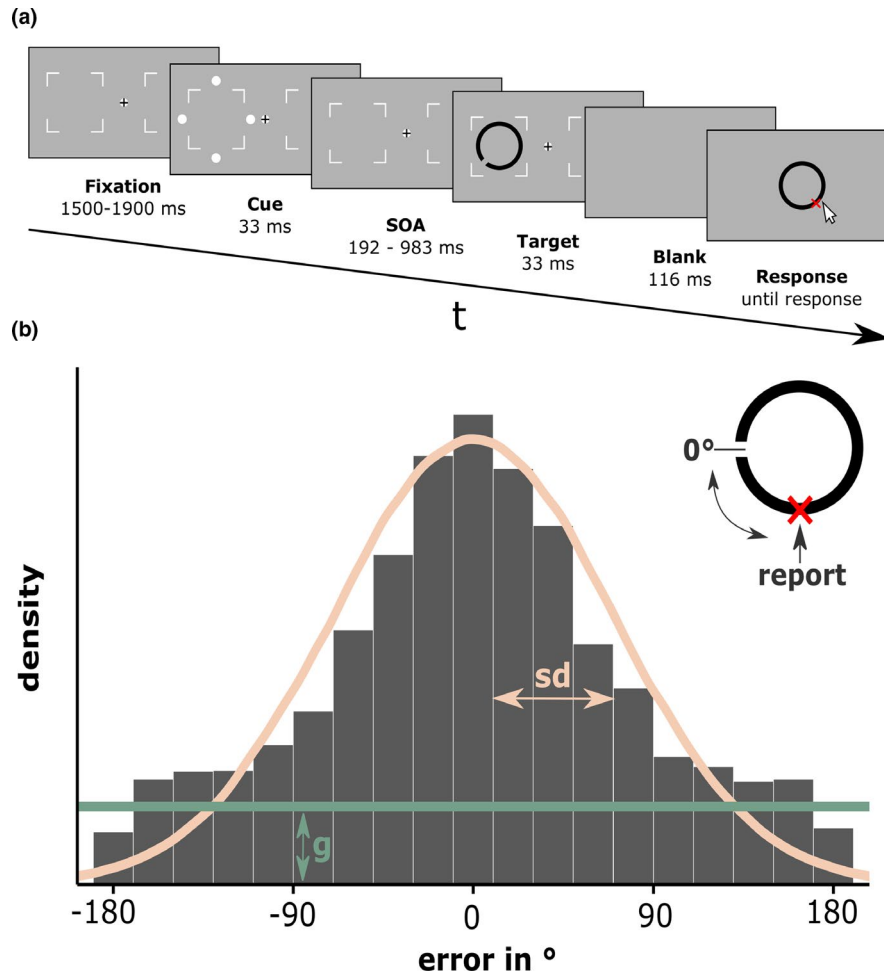 (a)
Fixation
1500-1900 ms
Cue
33 ms
SOA
192 - 983 ms
Target
33 ms
Blank
116 ms
Response
until response
t
(b)
density
0°
report
sd
g
-180
-90
0
90
180
error in °